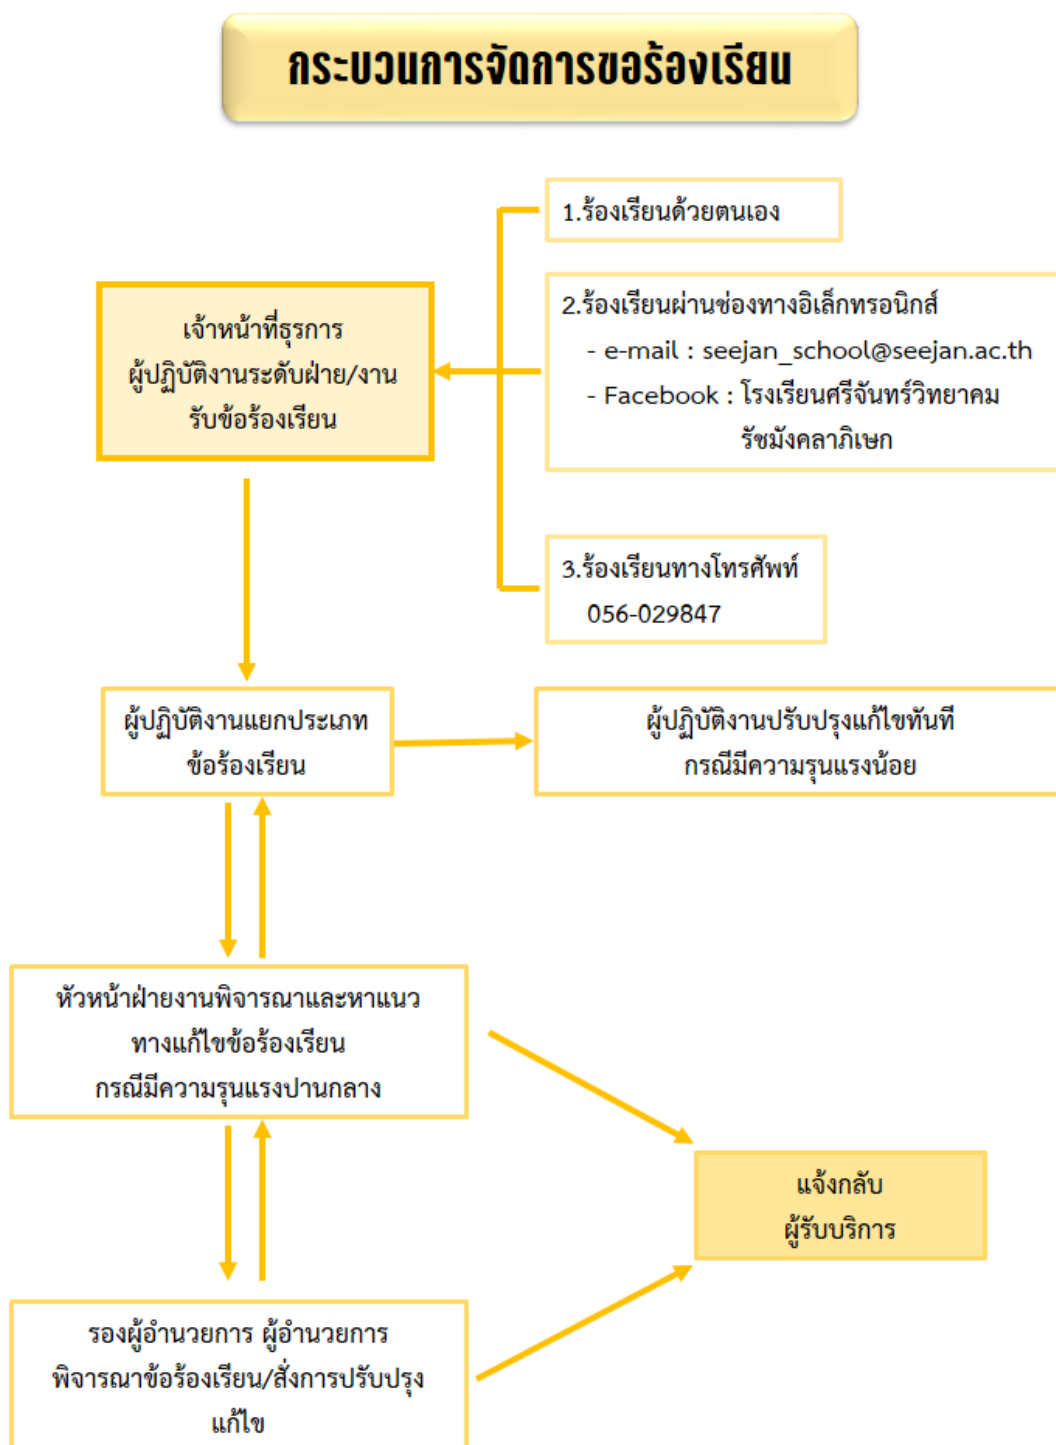 กระบวนการจัดการขอร้องเรียน
1.ร้องเรียนด้วยตนเอง
เจ้าหน้าที่ธุรการ
ผู้ปฏิบัติงานระดับฝ่าย/งาน
รับข้อร้องเรียน
2.ร้องเรียนผ่านช่องทางอิเล็กทรอนิกส์
- e-mail : seejan_school@seejan.ac.th
- Facebook : โรงเรียนศรีจันทร์วิทยาคม
รัชมังคลาภิเษก
3.ร้องเรียนทางโทรศัพท์
056-029847
ผู้ปฏิบัติงานแยกประเภท
ข้อร้องเรียน
ผู้ปฏิบัติงานปรับปรุงแก้ไขทันที
กรณีมีความรุนแรงน้อย
หัวหน้าฝ่ายงานพิจารณาและหาแนว
ทางแก้ไขข้อร้องเรียน
กรณีมีความรุนแรงปานกลาง
แจ้งกลับ
ผู้รับบริการ
รองผู้อำนวยการ ผู้อำนวยการ
พิจารณาข้อร้องเรียน/สั่งการปรับปรุง
แก้ไข